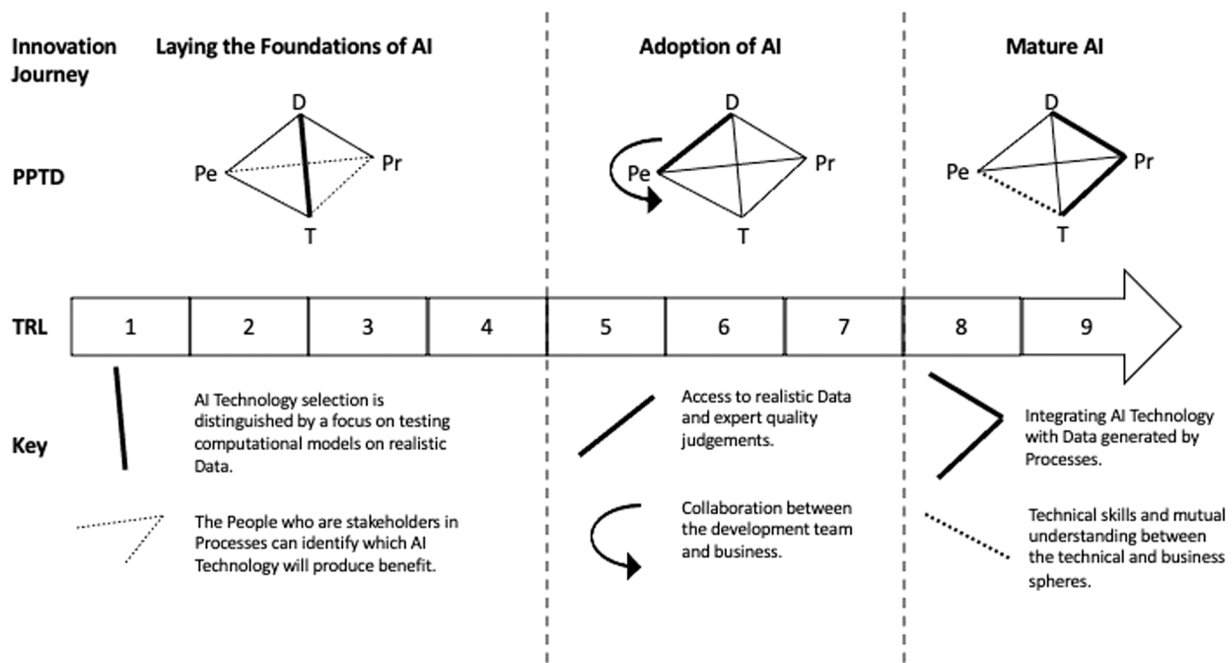 Innovation
Journey
Laying the Foundations of AI
Adoption of AI
Mature AI
PPTD
D
Pe
Pr
T
D
Pe
Pr
T
D
Pe
Pr
T
TRL
1
2
3
4
5
6
7
8
9
Key
AI Technology selection is
distinguished by a focus on testing
computational models on realistic
Data.
The People who are stakeholders in
Processes can identify which AI
Technology will produce benefit.
Access to realistic Data
and expert quality
judgements.
Collaboration between
the development team
and business.
Integrating AI Technology
with Data generated by
Processes.
Technical skills and mutual
understanding between
the technical and business
spheres.